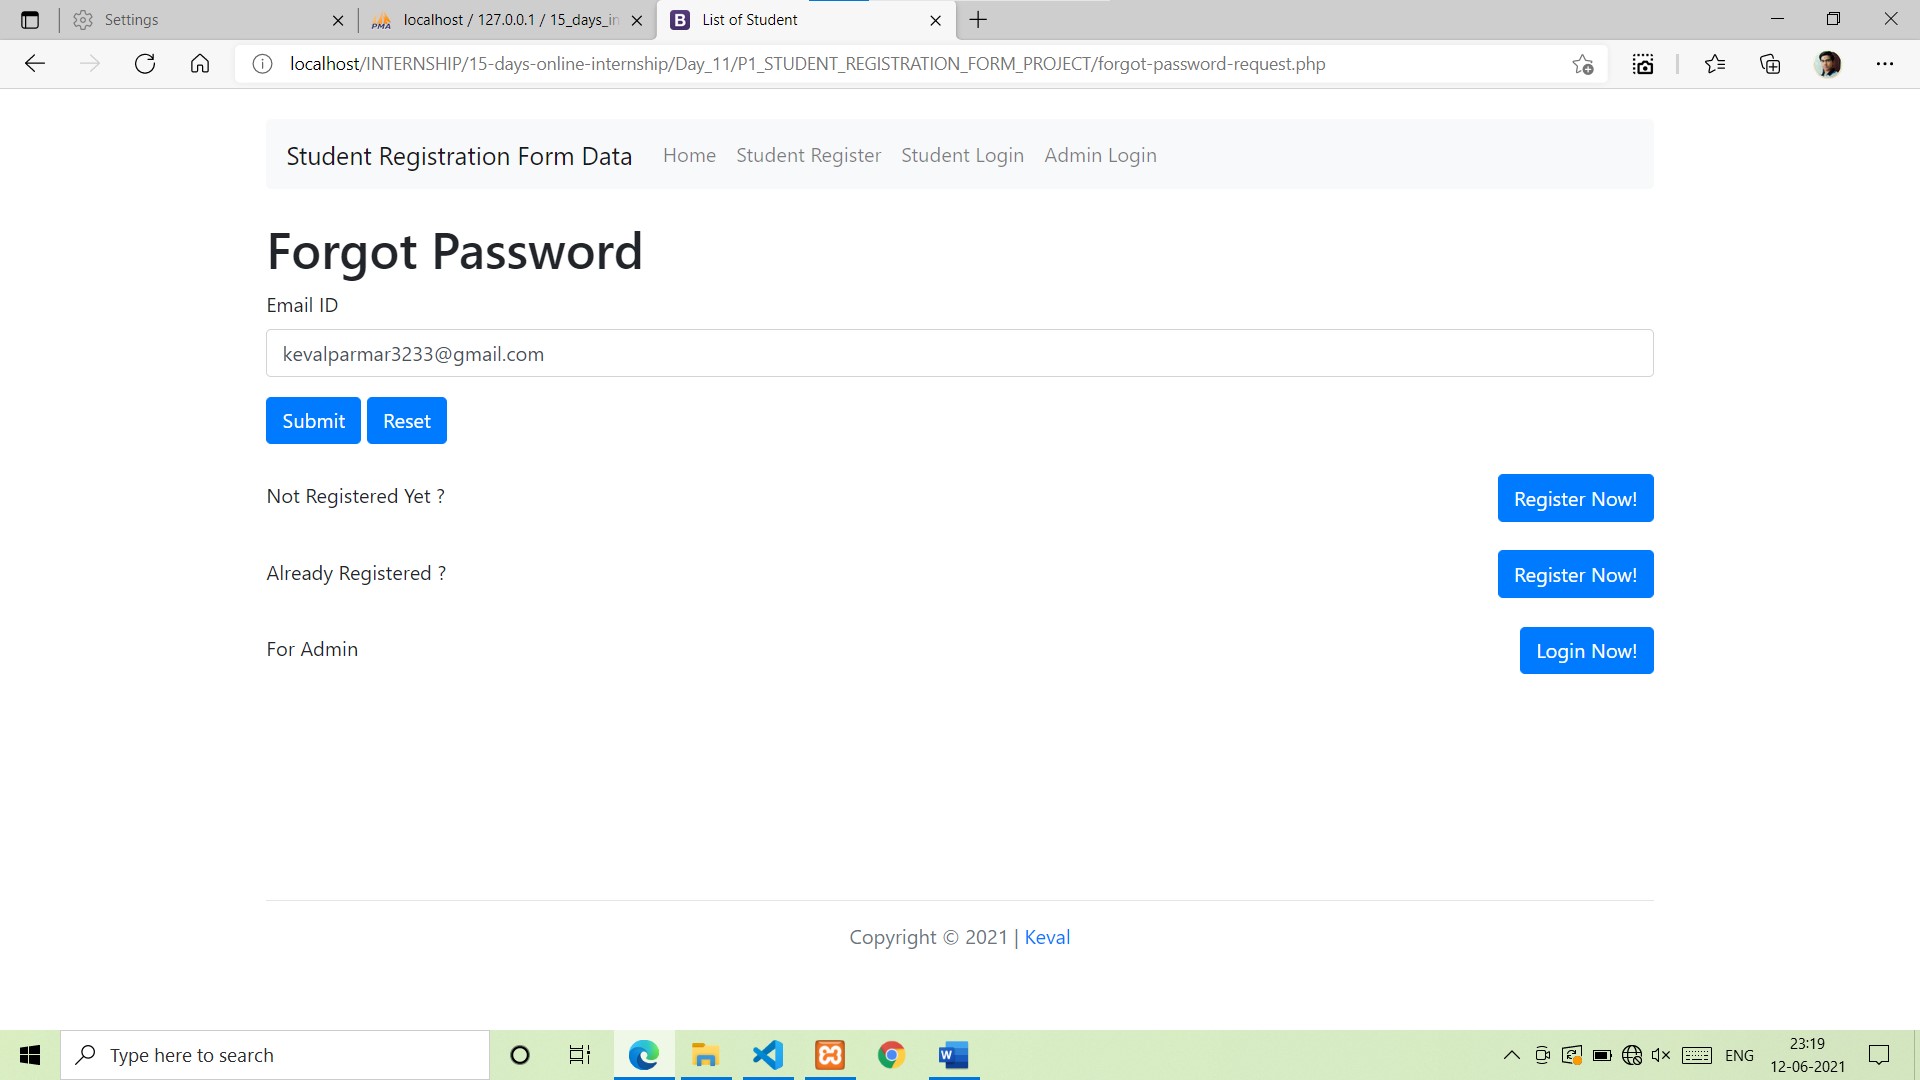 Settings
localhost / 127.0.0.1 / 15_days_in
List of Student
localhost/INTERNSHIP/15-days-online-internship/Day_11/P1_STUDENT_REGISTRATION_FORM_PROJECT/forgot-password-request.php
Student Registration Form Data Home Student Register Student Login Admin Login
Forgot Password
Email ID
kevalparmar3233@gmail.com
Submit Reset
Not Registered Yet ? Register Now!
Already Registered ? Register Now!
For Admin Login Now!
Copyright © 2021 | Keval
Type here to search
ENG
23:19
12-06-2021